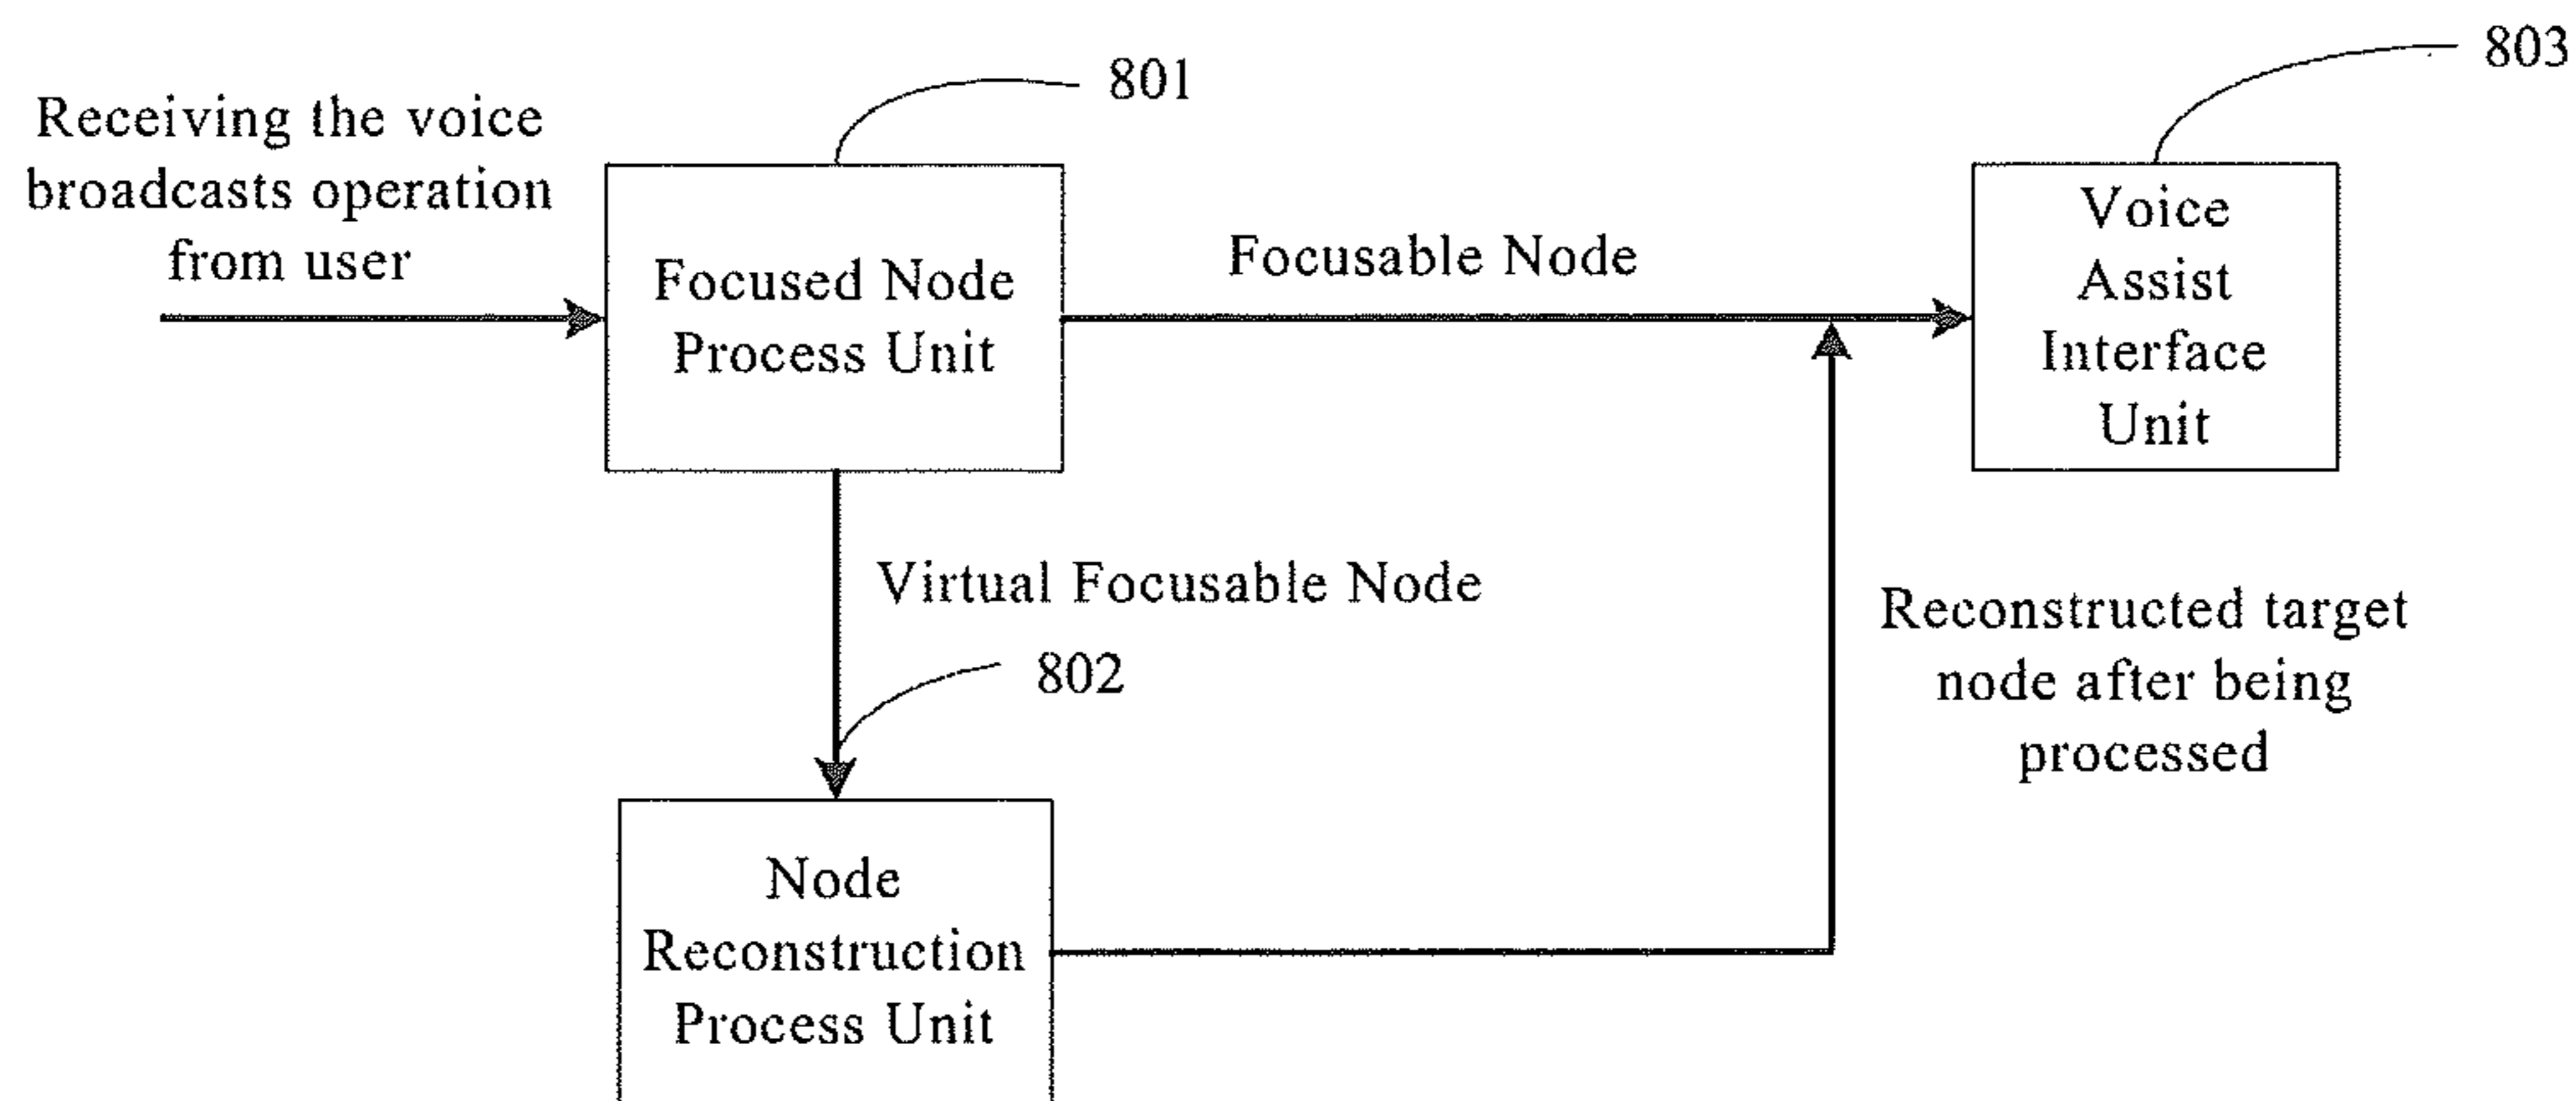 803
801
Receiving the voice
broadcasts operation
from user
Focused Node
Process Unit
Focusable Node
Voice
Assist
Interface
Unit
Virtual Focusable Node
802
Reconstructed target
node after being
processed
Node
Reconstruction
Process Unit